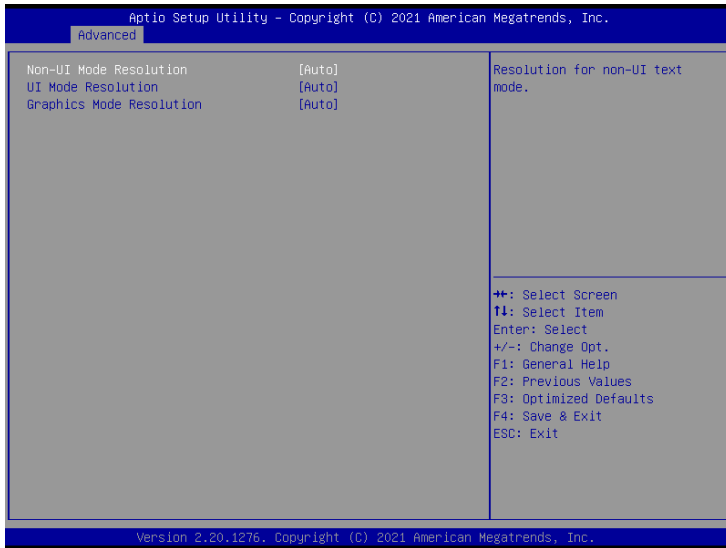 Aptio Setup Utility – Copyright (C) 2021 American Megatrends, Inc.
Advanced
Non-UI Mode Resolution [Auto]
UI Mode Resolution [Auto]
Graphics Mode Resolution [Auto]
Resolution for non-UI text
mode.
→←: Select Screen
↑↓: Select Item
Enter: Select
+/-: Change Opt.
F1: General Help
F2: Previous Values
F3: Optimized Defaults
F4: Save & Exit
ESC: Exit
Version 2.20.1276. Copyright (C) 2021 American Megatrends, Inc.